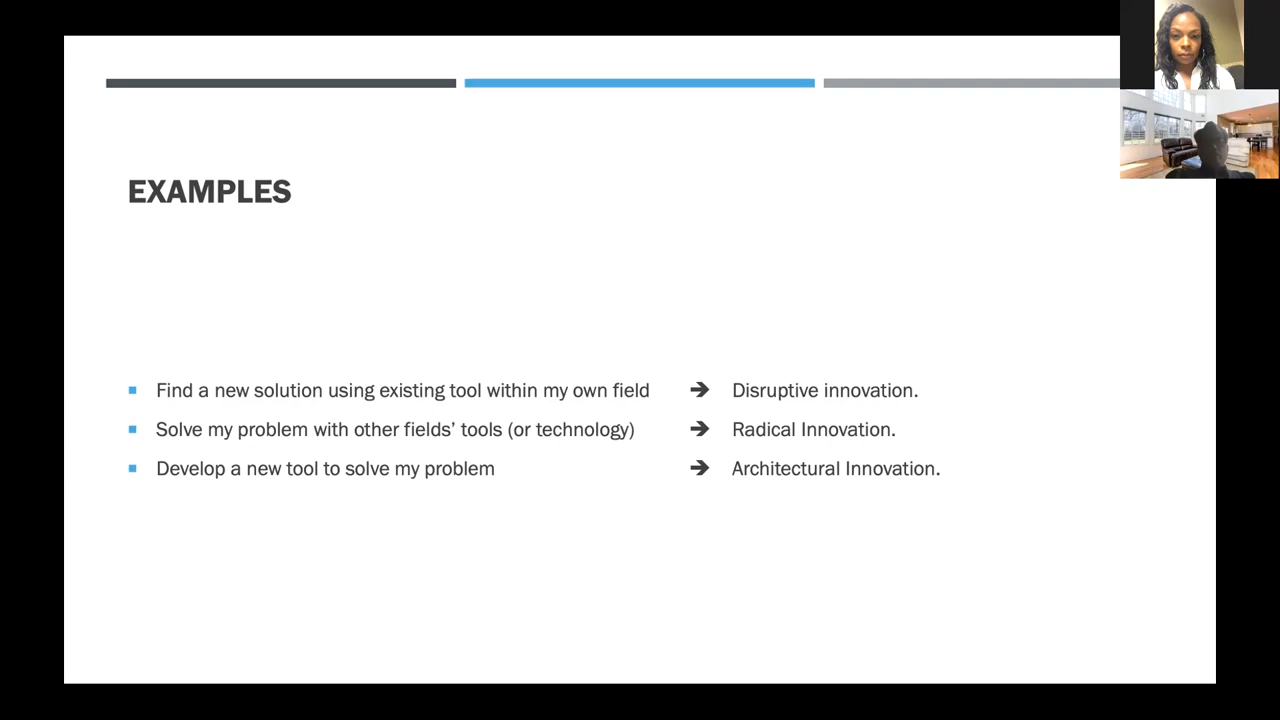 EXAMPLES
Find a new solution using existing tool within my own field → Disruptive innovation.
Solve my problem with other fields’ tools (or technology) → Radical Innovation.
Develop a new tool to solve my problem → Architectural Innovation.